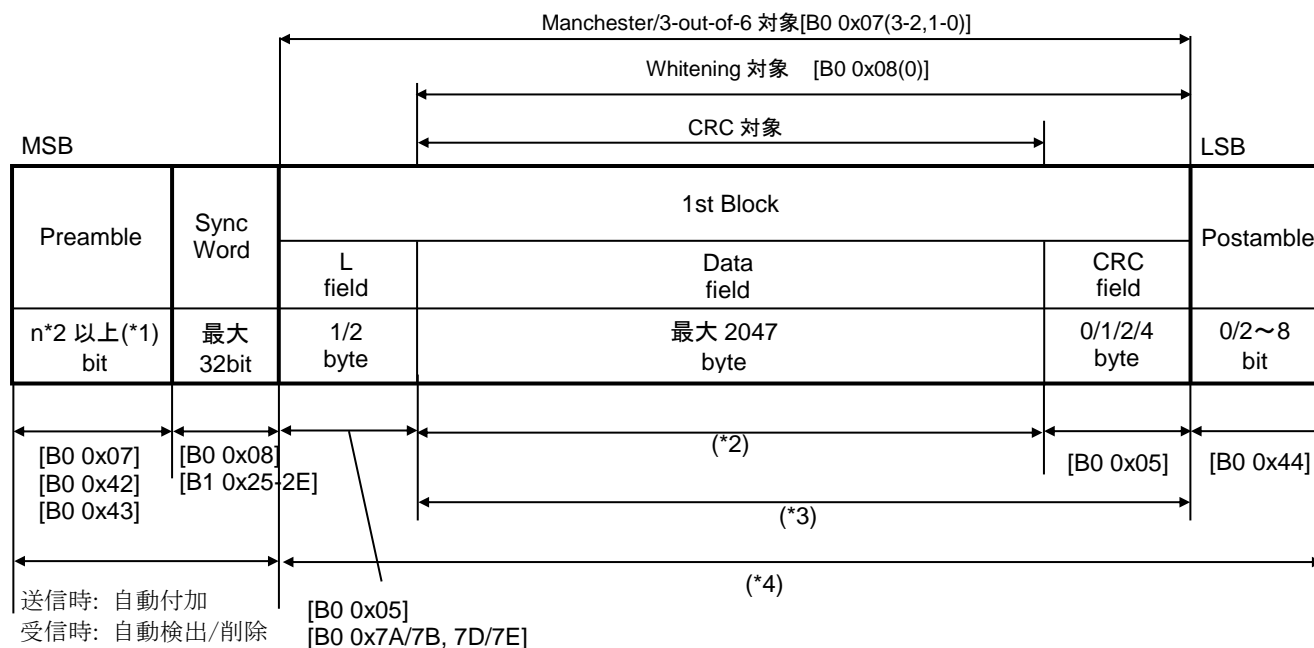 Manchester/3-out-of-6 対象[B0 0x07(3-2,1-0)]
Whitening 対象 [B0 0x08(0)]
CRC 対象
MSB
LSB
Preamble
Sync
Word
1st Block
Postamble
L
field
Data
field
CRC
field
n*2 以上(*1)
bit
最大
32bit
1/2
byte
最大 2047
byte
0/1/2/4
byte
0/2～8
bit
[B0 0x07]
[B0 0x42]
[B0 0x43]
[B0 0x08]
[B1 0x25-2E]
(*2)
[B0 0x05]
[B0 0x44]
(*3)
(*4)
送信時: 自動付加
受信時: 自動検出/削除
[B0 0x05]
[B0 0x7A/7B, 7D/7E]